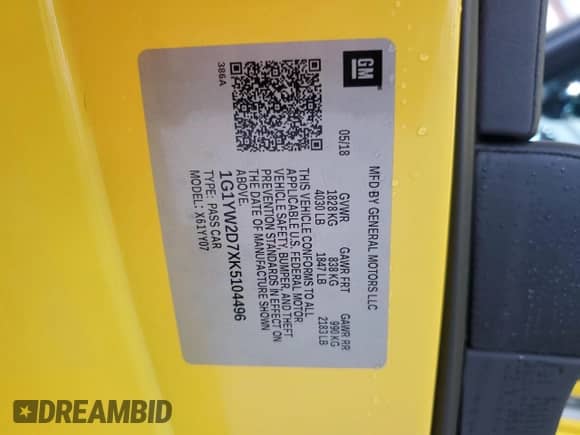 GM
386A
MFD BY GENERAL MOTORS LLC
05/18 GVWR GAWR FRT GAWR RR
1828 KG 838 KG 990 KG
4030 LB 1847 LB 2183 LB
THIS VEHICLE CONFORMS TO ALL
APPLICABLE U.S. FEDERAL MOTOR
VEHICLE SAFETY, BUMPER, AND THEFT
PREVENTION STANDARDS IN EFFECT ON
THE DATE OF MANUFACTURE SHOWN
ABOVE.
1G1YW2D7XK5104496
TYPE: PASS CAR
MODEL: X61YY07
DREAMBID